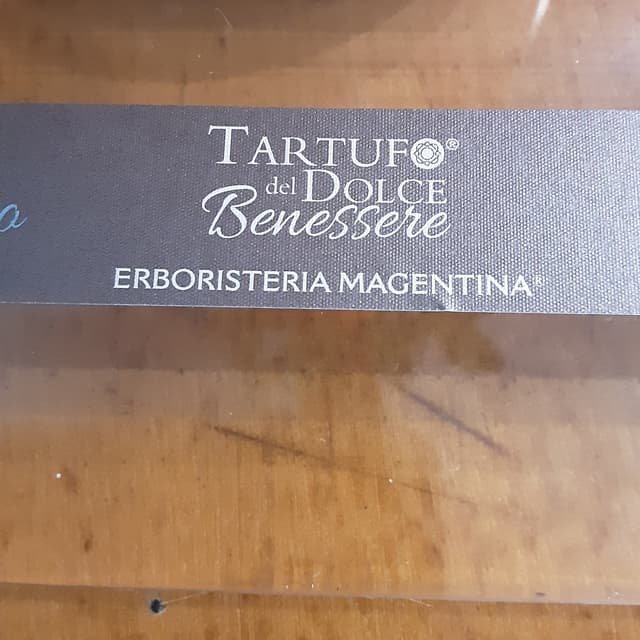 TARTUFO®
del DOLCE
Benessere
ERBORISTERIA MAGENTINA®